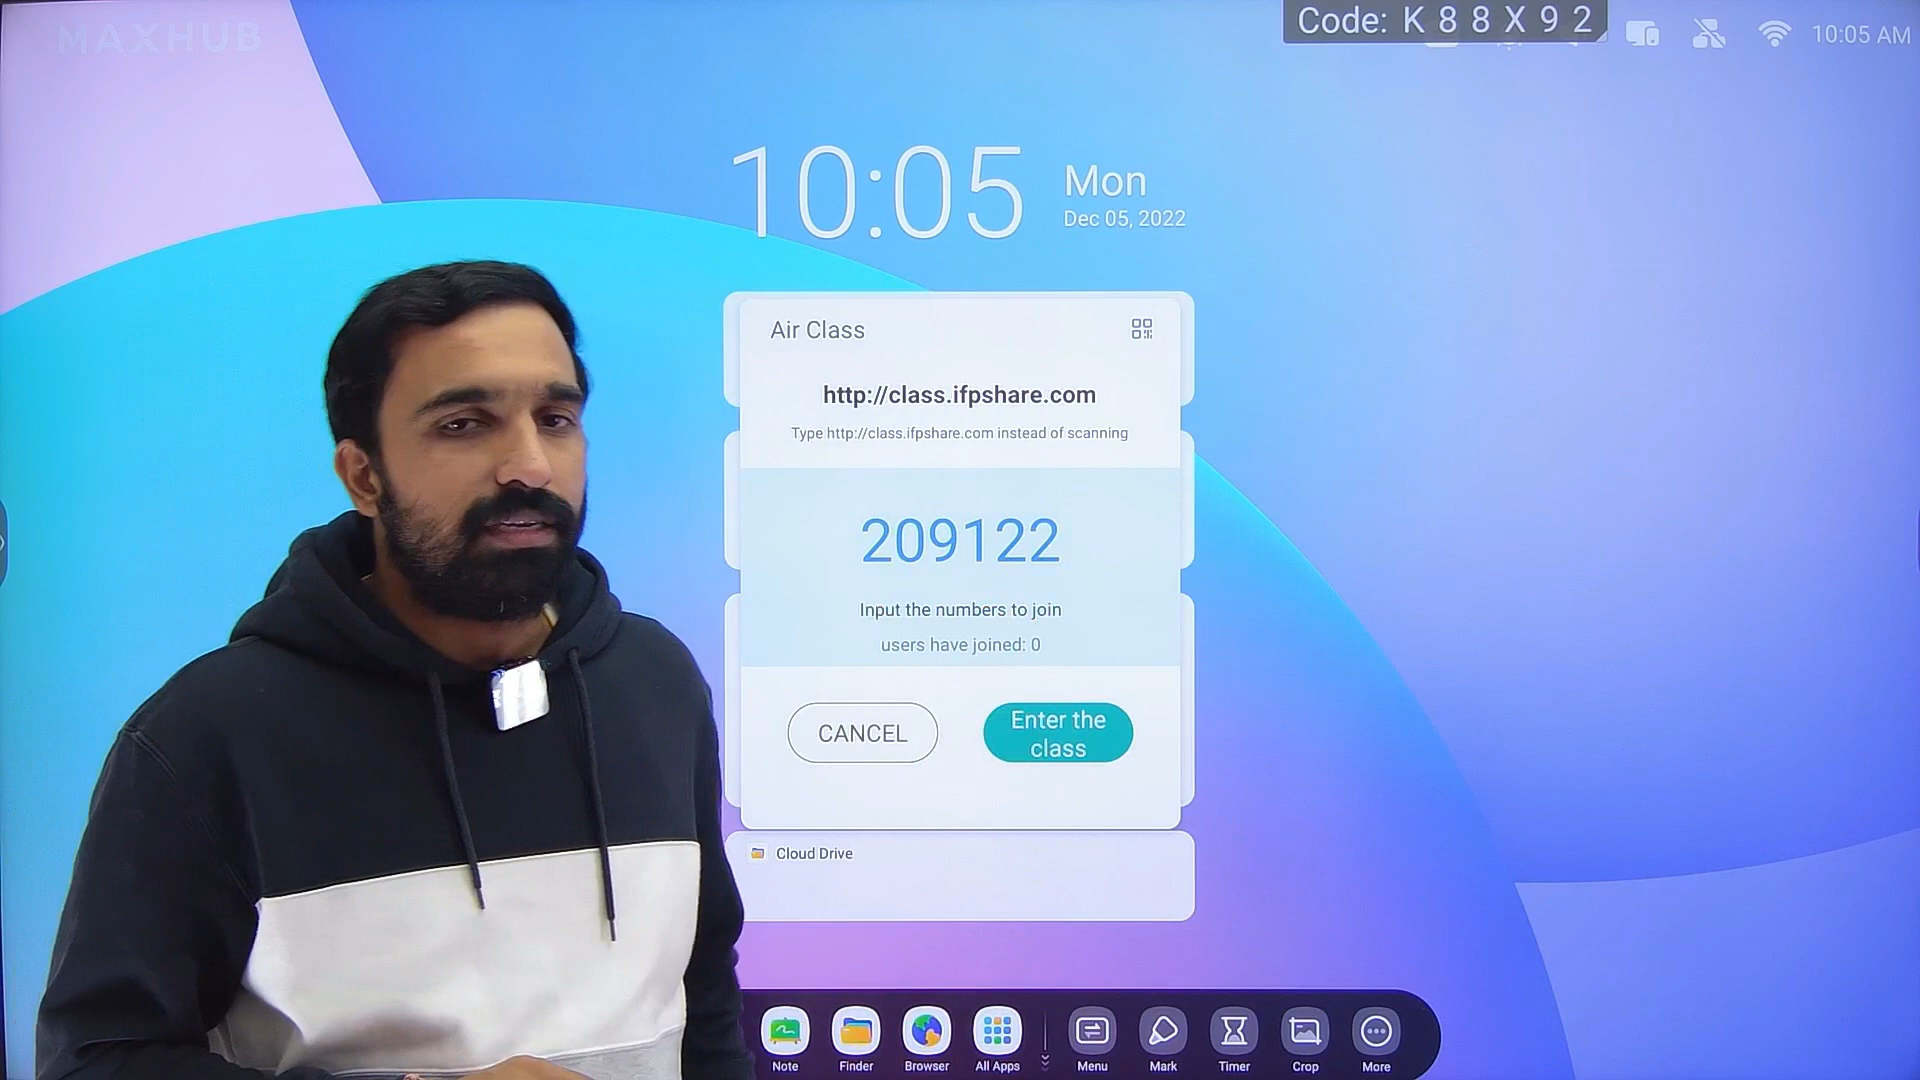 MAXHUB
Code: K 8 8 X 9 2
10:05 AM
10:05
Mon
Dec 05, 2022
Air Class
http://class.ifpshare.com
Type http://class.ifpshare.com instead of scanning
209122
Input the numbers to join
users have joined: 0
CANCEL
Enter the
class
Cloud Drive
Note
Finder
Browser
All Apps
Menu
Mark
Timer
Crop
More